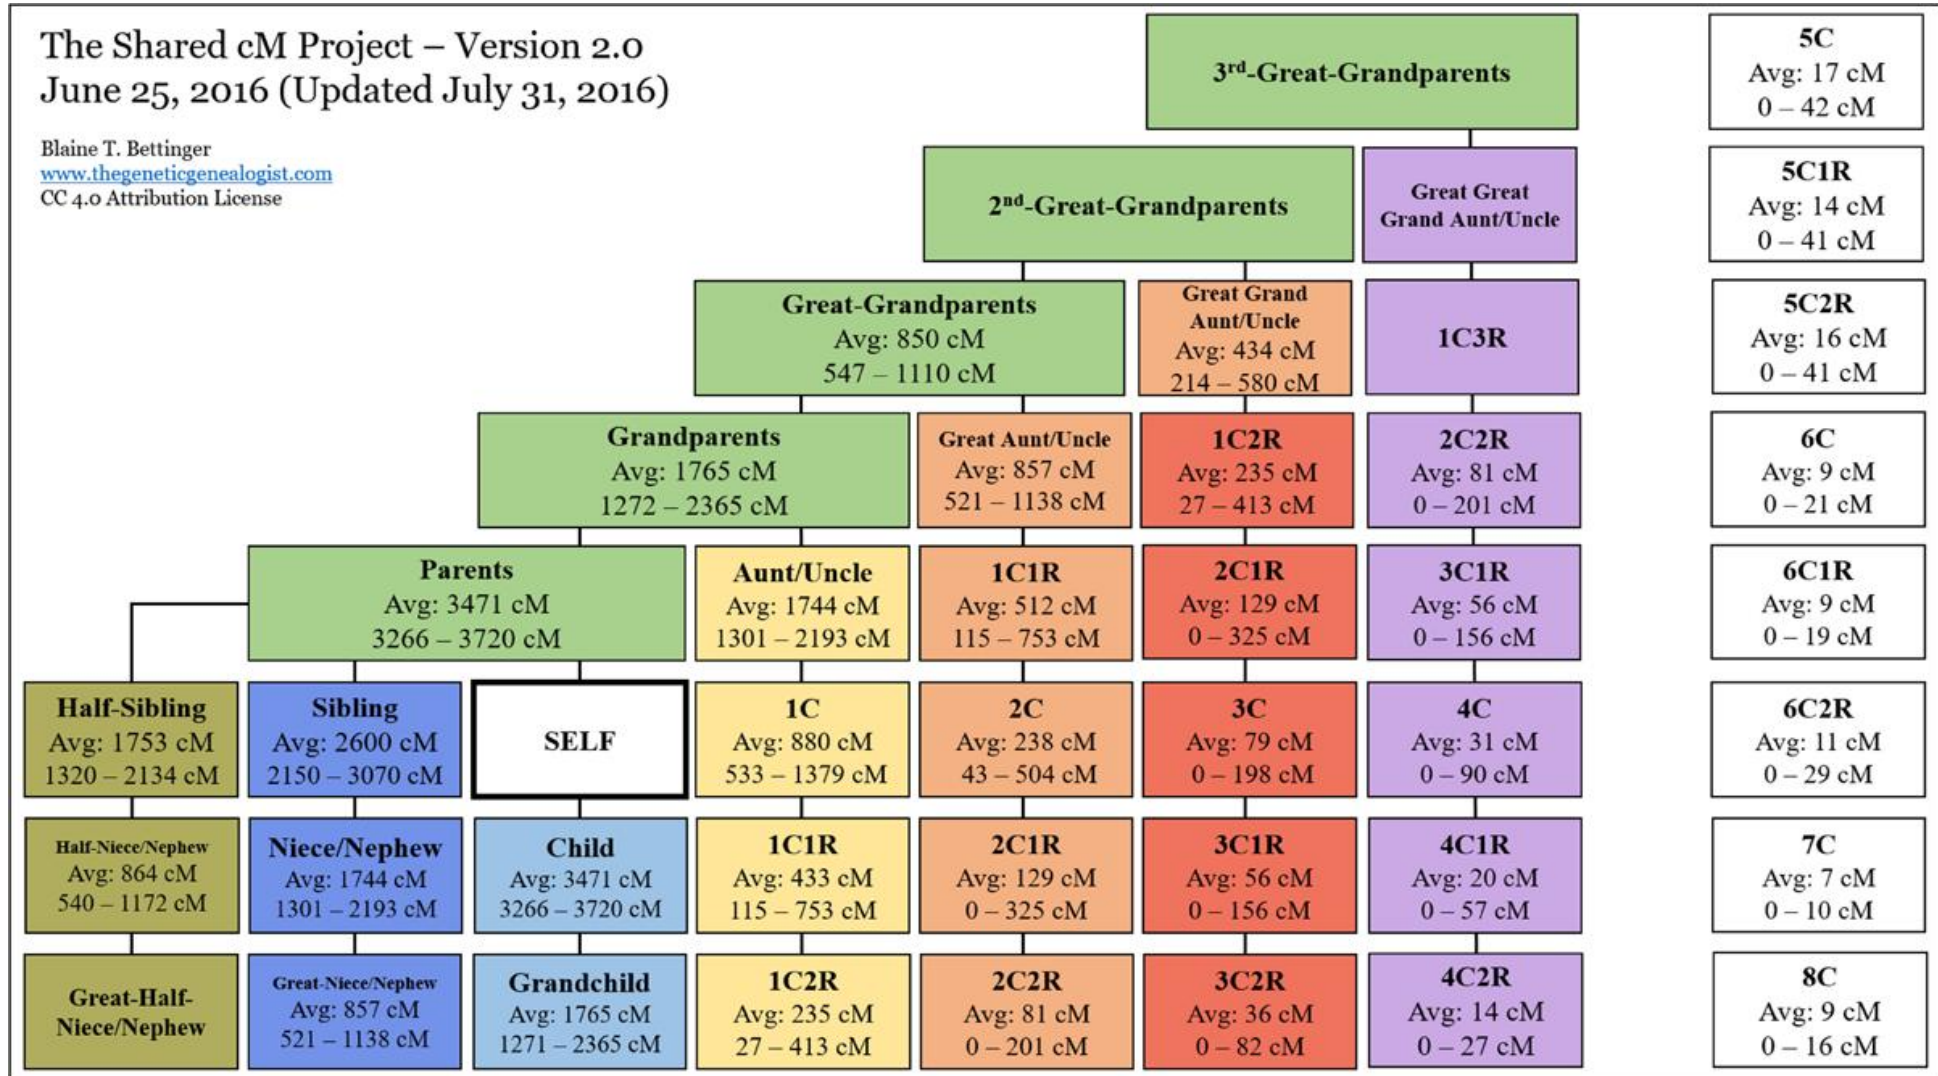 The Shared cM Project – Version 2.0
June 25, 2016 (Updated July 31, 2016)
Blaine T. Bettinger
www.thegeneticgenealogist.com
CC 4.0 Attribution License
3rd-Great-Grandparents
5C
Avg: 17 cM
0 – 42 cM
2nd-Great-Grandparents
Great Great
Grand Aunt/Uncle
5C1R
Avg: 14 cM
0 – 41 cM
Great-Grandparents
Avg: 850 cM
547 – 1110 cM
Great Grand
Aunt/Uncle
Avg: 434 cM
214 – 580 cM
1C3R
5C2R
Avg: 16 cM
0 – 41 cM
Grandparents
Avg: 1765 cM
1272 – 2365 cM
Great Aunt/Uncle
Avg: 857 cM
521 – 1138 cM
1C2R
Avg: 235 cM
27 – 413 cM
2C2R
Avg: 81 cM
0 – 201 cM
6C
Avg: 9 cM
0 – 21 cM
Parents
Avg: 3471 cM
3266 – 3720 cM
Aunt/Uncle
Avg: 1744 cM
1301 – 2193 cM
1C1R
Avg: 512 cM
115 – 753 cM
2C1R
Avg: 129 cM
0 – 325 cM
3C1R
Avg: 56 cM
0 – 156 cM
6C1R
Avg: 9 cM
0 – 19 cM
Half-Sibling
Avg: 1753 cM
1320 – 2134 cM
Sibling
Avg: 2600 cM
2150 – 3070 cM
SELF
1C
Avg: 880 cM
533 – 1379 cM
2C
Avg: 238 cM
43 – 504 cM
3C
Avg: 79 cM
0 – 198 cM
4C
Avg: 31 cM
0 – 90 cM
6C2R
Avg: 11 cM
0 – 29 cM
Half-Niece/Nephew
Avg: 864 cM
540 – 1172 cM
Niece/Nephew
Avg: 1744 cM
1301 – 2193 cM
Child
Avg: 3471 cM
3266 – 3720 cM
1C1R
Avg: 433 cM
115 – 753 cM
2C1R
Avg: 129 cM
0 – 325 cM
3C1R
Avg: 56 cM
0 – 156 cM
4C1R
Avg: 20 cM
0 – 57 cM
7C
Avg: 7 cM
0 – 10 cM
Great-Half-
Niece/Nephew
Great-Niece/Nephew
Avg: 857 cM
521 – 1138 cM
Grandchild
Avg: 1765 cM
1271 – 2365 cM
1C2R
Avg: 235 cM
27 – 413 cM
2C2R
Avg: 81 cM
0 – 201 cM
3C2R
Avg: 36 cM
0 – 82 cM
4C2R
Avg: 14 cM
0 – 27 cM
8C
Avg: 9 cM
0 – 16 cM